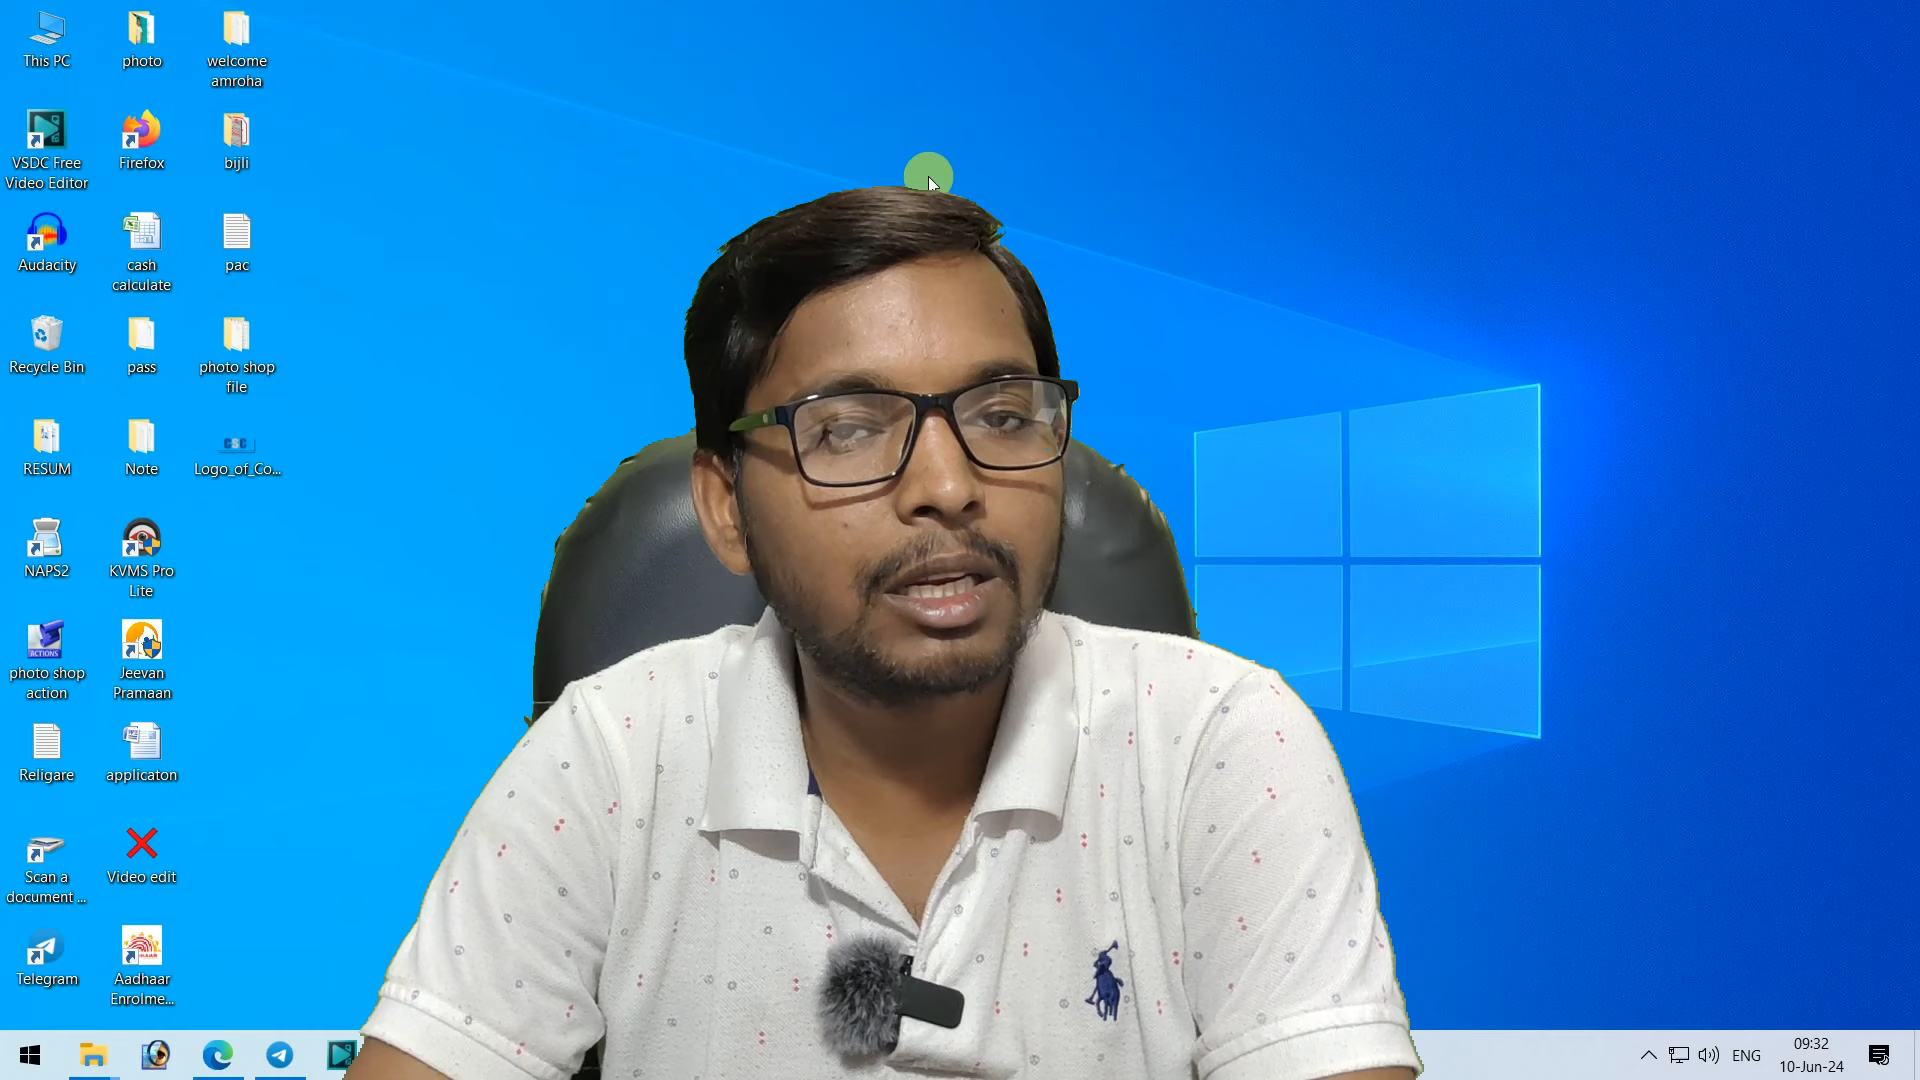 This PC
photo
welcome
amroha
VSDC Free
Video Editor
Firefox
bijli
Audacity
cash
calculate
pac
Recycle Bin
pass
photo shop
file
RESUM
Note
CSC
Logo_of_Co...
NAPS2
KVMS Pro
Lite
ACTIONS
photo shop
action
Jeevan
Pramaan
Religare
applicaton
Scan a
document ...
Video edit
Telegram
Aadhaar
Enrolme...
ENG
09:32
10-Jun-24